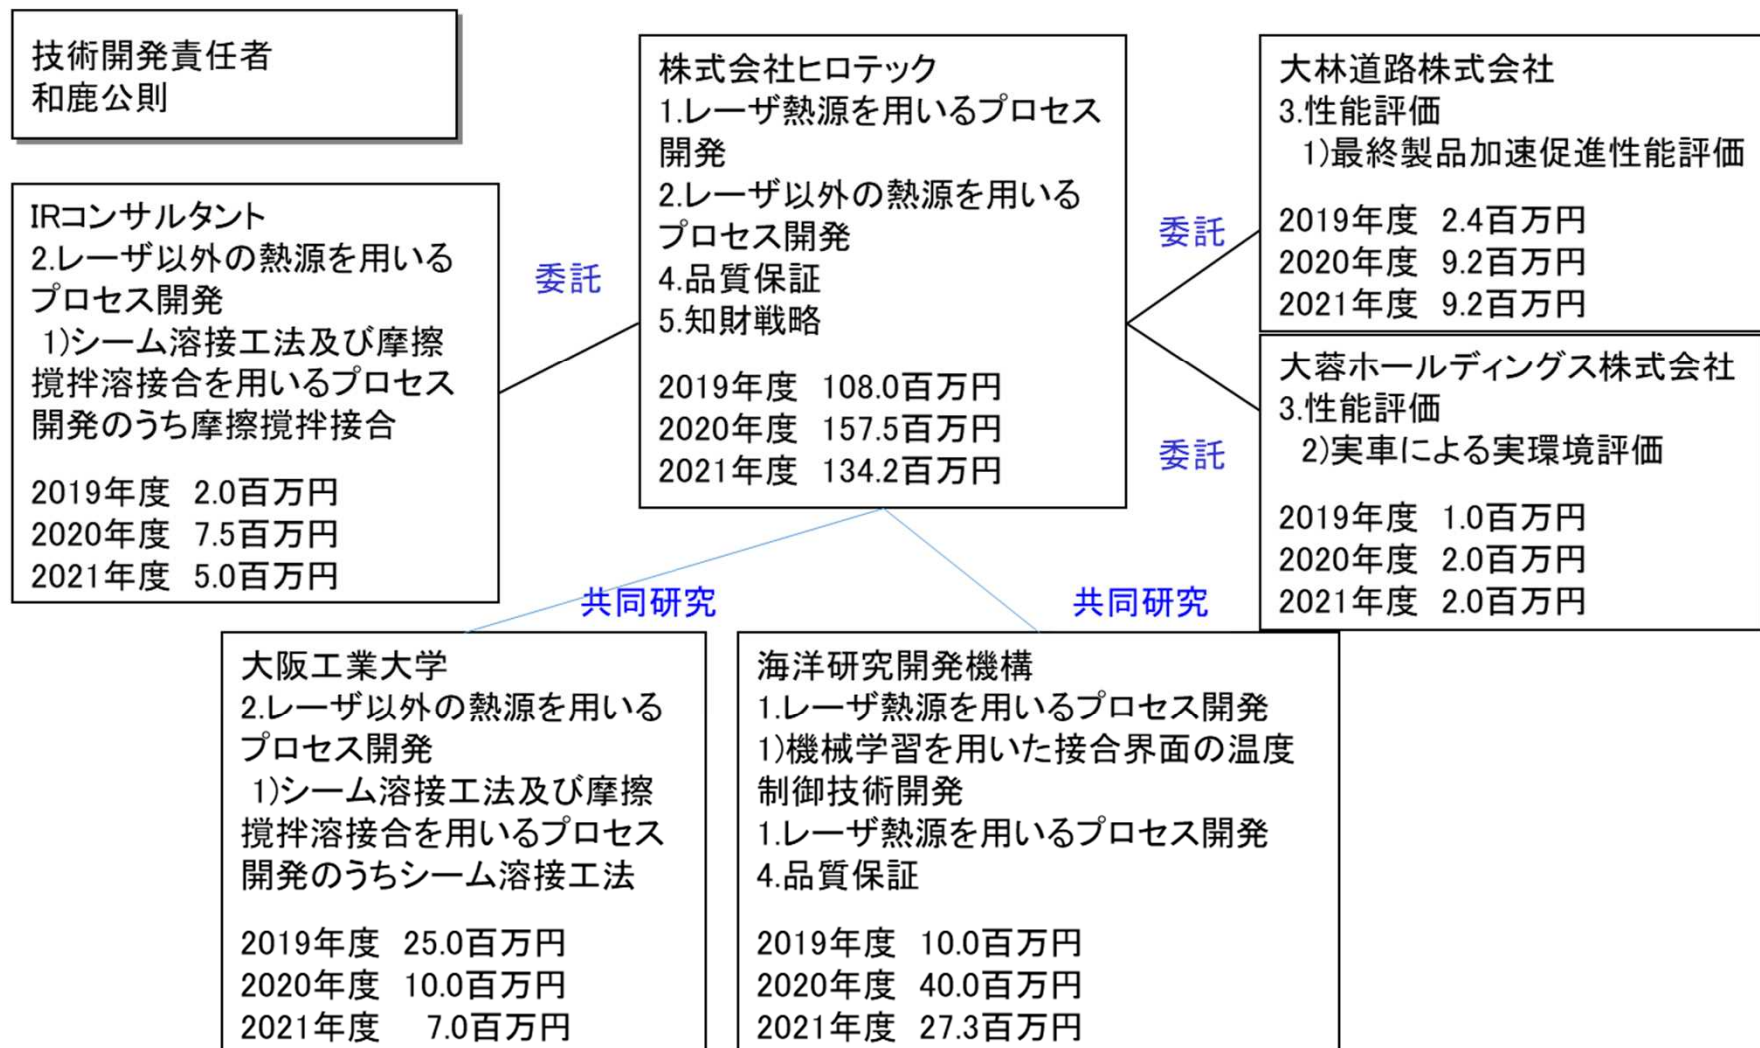 技術開発責任者
和鹿公則
株式会社ヒロテック
1.レーザ熱源を用いるプロセス
開発
2.レーザ以外の熱源を用いる
プロセス開発
4.品質保証
5.知財戦略
2019年度 108.0百万円
2020年度 157.5百万円
2021年度 134.2百万円
大林道路株式会社
3.性能評価
1)最終製品加速促進性能評価
2019年度 2.4百万円
2020年度 9.2百万円
2021年度 9.2百万円
IRコンサルタント
2.レーザ以外の熱源を用いる
プロセス開発
1)シーム溶接工法及び摩擦
撹拌溶接合を用いるプロセス
開発のうち摩擦撹拌接合
2019年度 2.0百万円
2020年度 7.5百万円
2021年度 5.0百万円
委託
委託
委託
大蓉ホールディングス株式会社
3.性能評価
2)実車による実環境評価
2019年度 1.0百万円
2020年度 2.0百万円
2021年度 2.0百万円
共同研究
共同研究
大阪工業大学
2.レーザ以外の熱源を用いる
プロセス開発
1)シーム溶接工法及び摩擦
撹拌溶接合を用いるプロセス
開発のうちシーム溶接工法
2019年度 25.0百万円
2020年度 10.0百万円
2021年度 7.0百万円
海洋研究開発機構
1.レーザ熱源を用いるプロセス開発
1)機械学習を用いた接合界面の温度
制御技術開発
1.レーザ熱源を用いるプロセス開発
4.品質保証
2019年度 10.0百万円
2020年度 40.0百万円
2021年度 27.3百万円